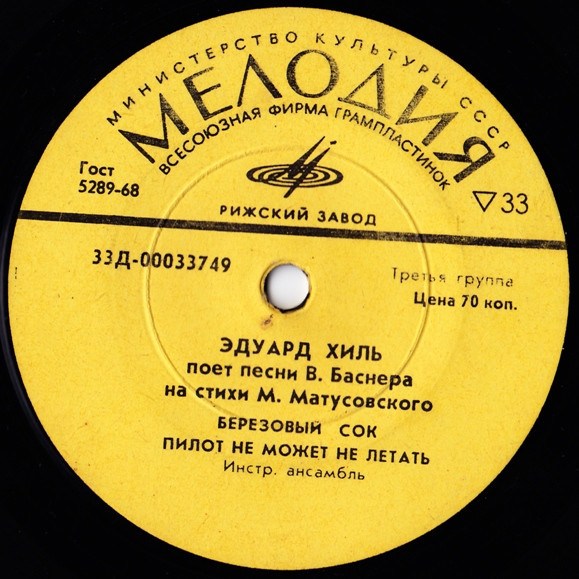 МИНИСТЕРСТВО КУЛЬТУРЫ СССР
МЕЛОДИЯ
ВСЕСОЮЗНАЯ ФИРМА ГРАМПЛАСТИНОК
Гост
5289-68
▽33
РИЖСКИЙ ЗАВОД
33Д-00033749
Третья группа
Цена 70 коп.
ЭДУАРД ХИЛЬ
поет песни В. Баснера
на стихи М. Матусовского
БЕРЕЗОВЫЙ СОК
ПИЛОТ НЕ МОЖЕТ НЕ ЛЕТАТЬ
Инстр. ансамбль